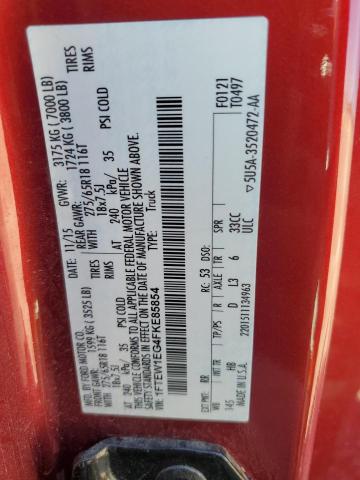 MFD. BY FORD MOTOR CO.
DATE: 11/15 GVWR: 3175 KG ( 7000 LB)
FRONT GAWR: 1599 KG ( 3525 LB) REAR GAWR: 1724 KG ( 3800 LB)
WITH 275/65R18 116T TIRES WITH 275/65R18 116T TIRES
18x7.5J RIMS 18x7.5J RIMS
AT 240 kPa/ 35 PSI COLD AT 240 kPa/ 35 PSI COLD
THIS VEHICLE CONFORMS TO ALL APPLICABLE FEDERAL MOTOR VEHICLE
SAFETY STANDARDS IN EFFECT ON THE DATE OF MANUFACTURE SHOWN ABOVE.
VIN: 1FTEW1EG4FKE85854
TYPE: Truck
F0121
T0497
EXT PNT: RR RC: 53 DSO:
WB BRK INT TR TP/PS R AXLE TR SPR
145 HB D L3 6 33CC
MADE IN U.S.A. ULC
2201511134963
▽ 5U5A-3520472-AA